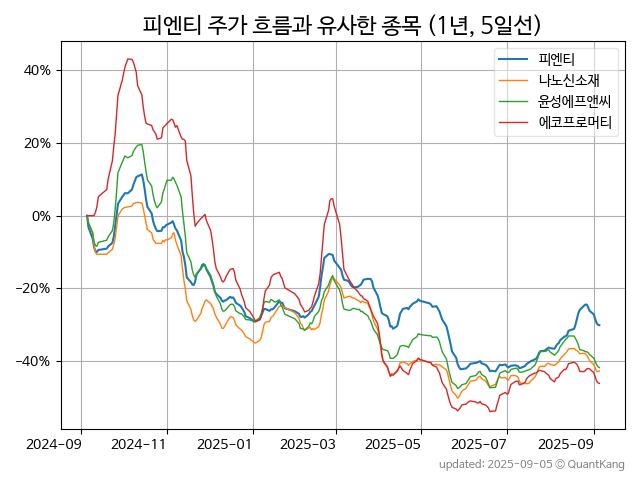 피엔티 주가 흐름과 유사한 종목 (1년, 5일선)
피엔티
나노신소재
윤성에프앤씨
에코프로머티
40%
20%
0%
−20%
−40%
2024−09
2024−11
2025−01
2025−03
2025−05
2025−07
2025−09
updated: 2025-09-05 © QuantKang